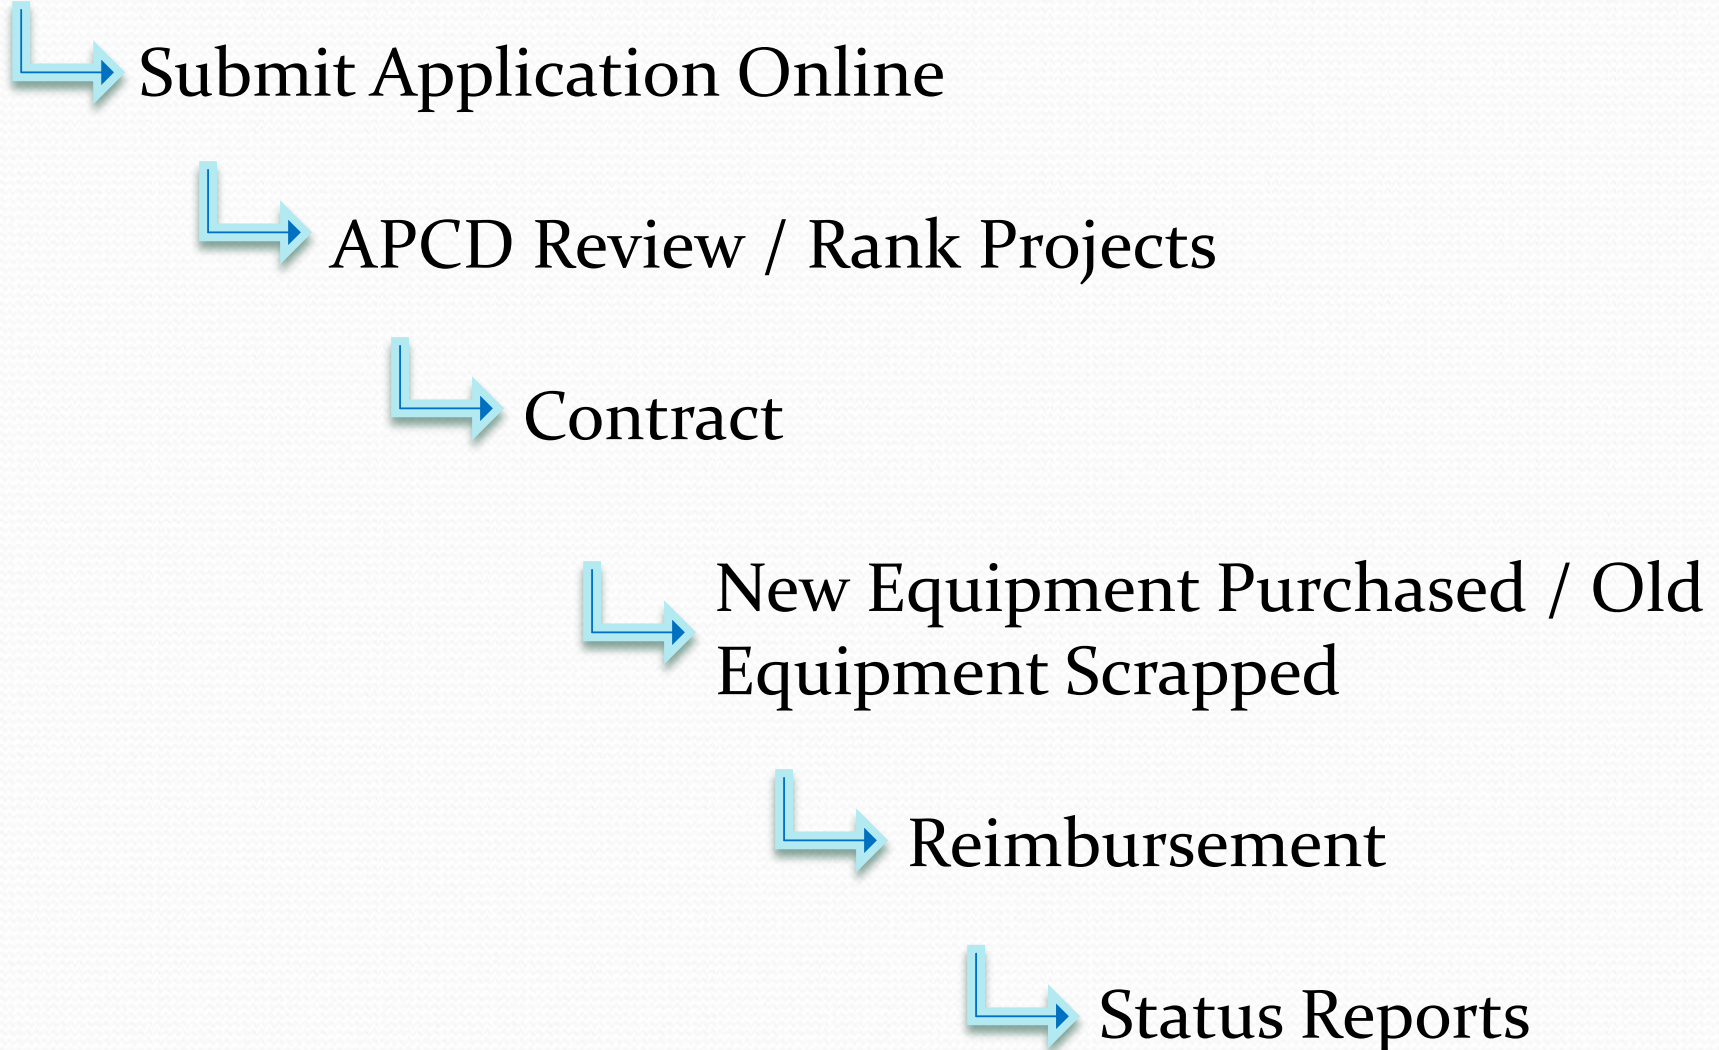 Submit Application Online
APCD Review / Rank Projects
Contract
New Equipment Purchased / Old
Equipment Scrapped
Reimbursement
Status Reports